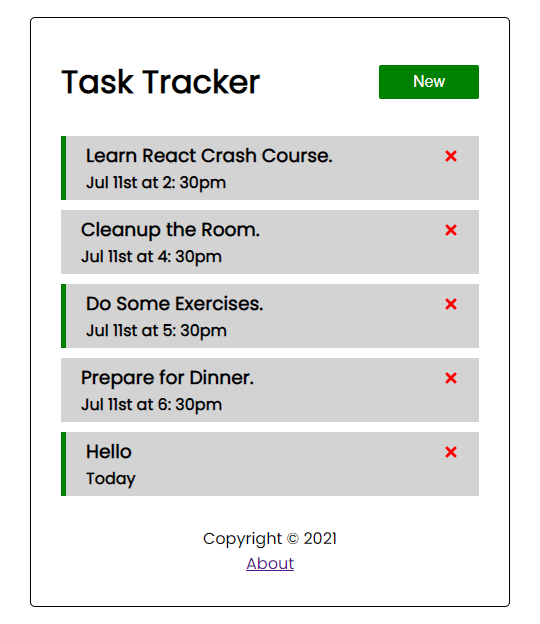 Task Tracker
New
Learn React Crash Course.
Jul 11st at 2: 30pm
Cleanup the Room.
Jul 11st at 4: 30pm
Do Some Exercises.
Jul 11st at 5: 30pm
Prepare for Dinner.
Jul 11st at 6: 30pm
Hello
Today
Copyright © 2021
About